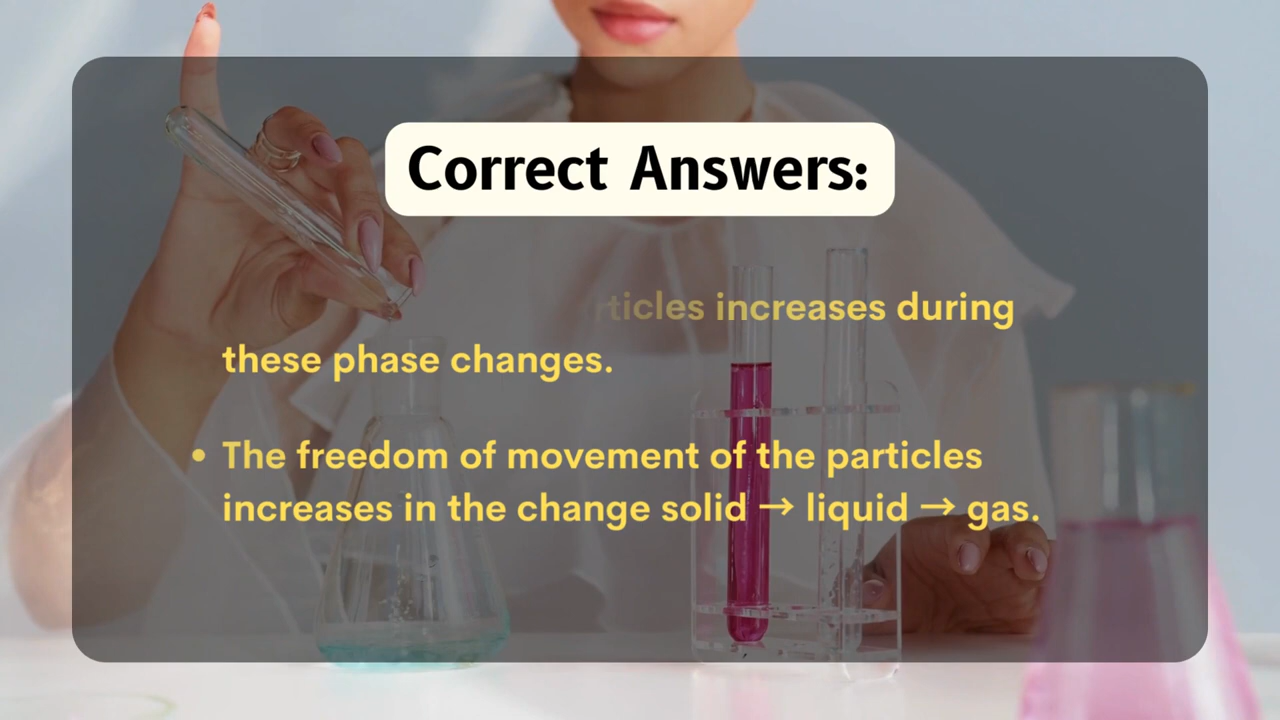 Correct Answers:
increases during
these phase changes.
• The freedom of movement of the particles
increases in the change solid → liquid → gas.